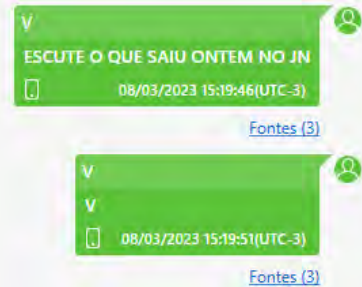 V
ESCUTE O QUE SAIU ONTEM NO JN
08/03/2023 15:19:46(UTC-3)
Fontes (3)
V
V
08/03/2023 15:19:51(UTC-3)
Fontes (3)